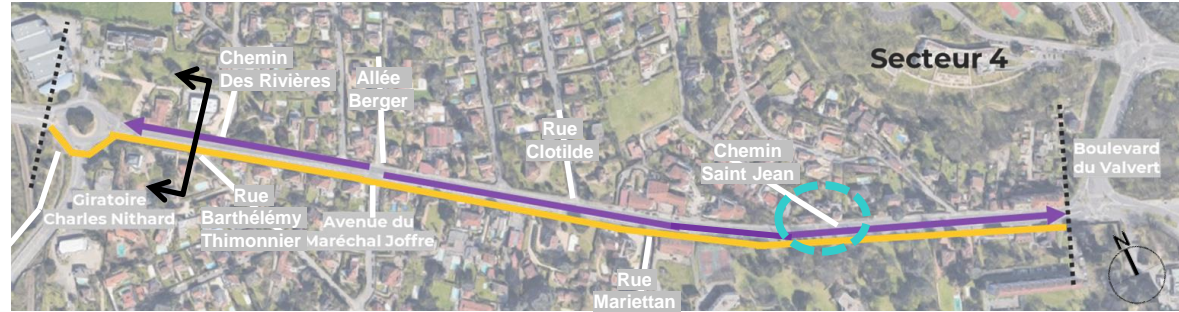 Secteur 4
Chemin
Des Rivières
Allée
Berger
Rue
Clotilde
Chemin
Saint Jean
Boulevard
du Valvert
Giratoire
Charles Nithard
Rue
Barthélémy
Thimonnier
Avenue du
Maréchal Joffre
Rue
Mariettan
N